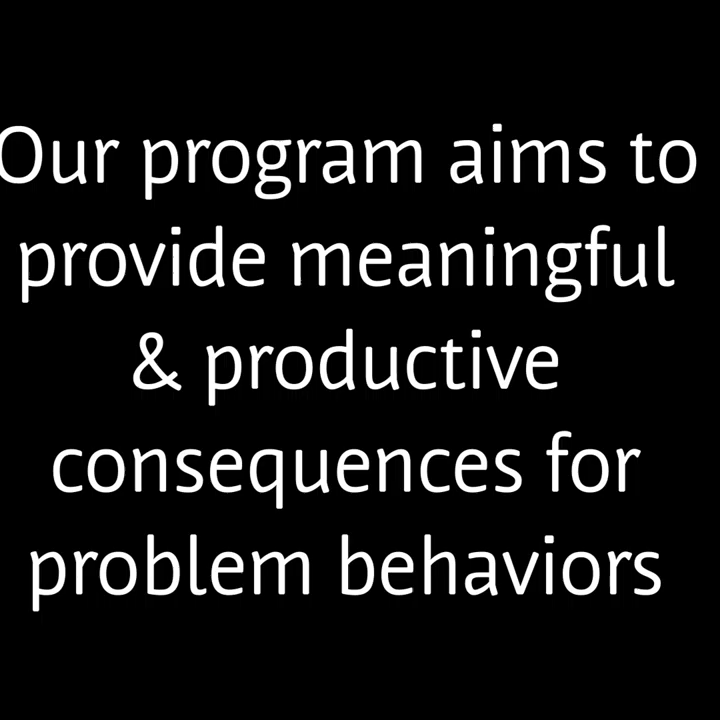 Our program aims to
provide meaningful
& productive
consequences for
problem behaviors